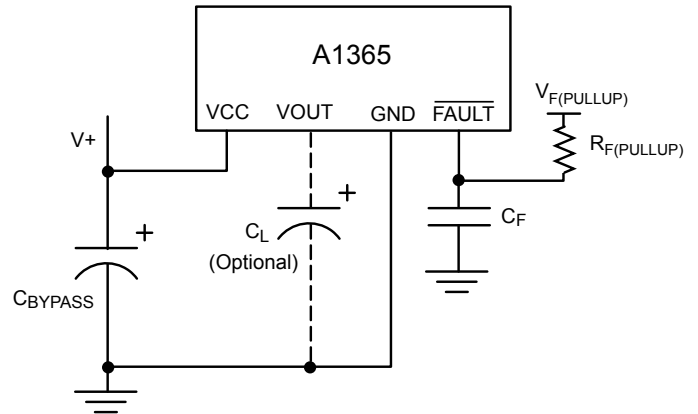 A1365
VCC VOUT GND FAULT
V+
VF(PULLUP)
RF(PULLUP)
+
+
CL
(Optional)
CF
CBYPASS